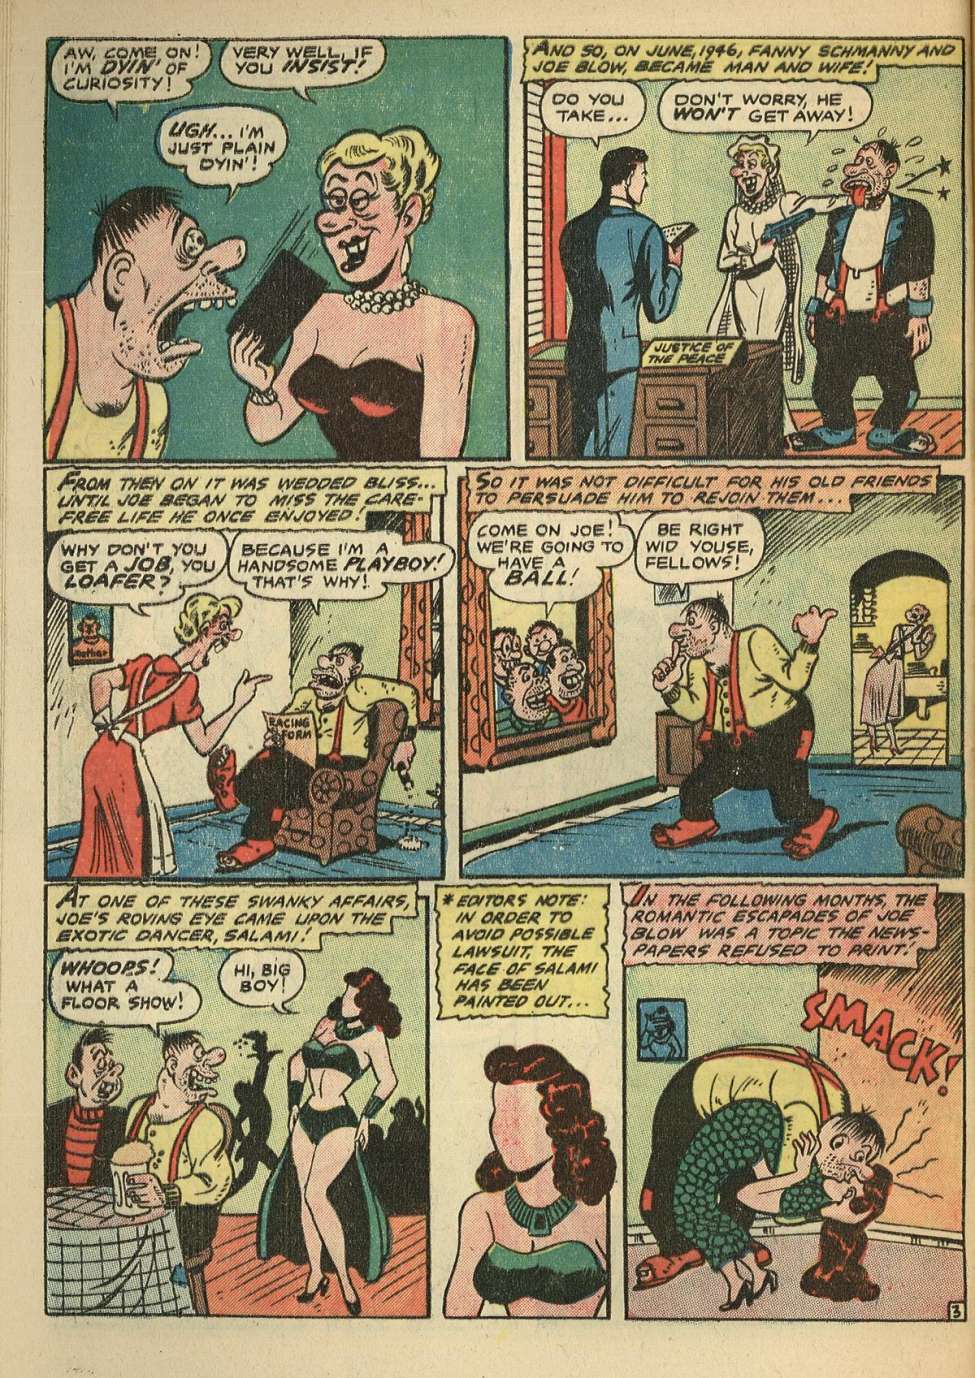 AW, COME ON!
I'M DYIN' OF
CURIOSITY!
VERY WELL, IF
YOU INSIST!
UGH... I'M
JUST PLAIN
DYIN'!
AND SO, ON JUNE, 1946, FANNY SCHMANNY AND
JOE BLOW, BECAME MAN AND WIFE!
DO YOU
TAKE...
DON'T WORRY, HE
WON'T GET AWAY!
JUSTICE OF
THE PEACE
FROM THEN ON IT WAS WEDDED BLISS...
UNTIL JOE BEGAN TO MISS THE CARE-
FREE LIFE HE ONCE ENJOYED!
WHY DON'T YOU
GET A JOB, YOU
LOAFER?
BECAUSE I'M A
HANDSOME PLAYBOY!
THAT'S WHY!
Mother
RACING
FORM
SO IT WAS NOT DIFFICULT FOR HIS OLD FRIENDS
TO PERSUADE HIM TO REJOIN THEM...
COME ON JOE!
WE'RE GOING TO
HAVE A
BALL!
BE RIGHT
WID YOUSE,
FELLOWS!
AT ONE OF THESE SWANKY AFFAIRS,
JOE'S ROVING EYE CAME UPON THE
EXOTIC DANCER, SALAMI!
WHOOPS!
WHAT A
FLOOR SHOW!
HI, BIG
BOY!
* EDITORS NOTE:
IN ORDER TO
AVOID POSSIBLE
LAWSUIT, THE
FACE OF SALAMI
HAS BEEN
PAINTED OUT...
IN THE FOLLOWING MONTHS, THE
ROMANTIC ESCAPADES OF JOE
BLOW WAS A TOPIC THE NEWS-
PAPERS REFUSED TO PRINT!
SMACK!
3